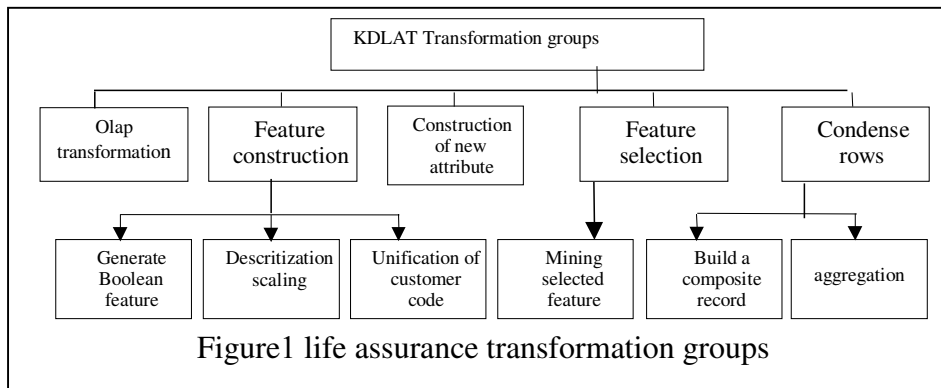 KDLAT Transformation groups
Olap
transformation
Feature
construction
Construction
of new
attribute
Feature
selection
Condense
rows
Generate
Boolean
feature
Descritization
scaling
Unification of
customer
code
Mining
selected
feature
Build a
composite
record
aggregation
Figure1 life assurance transformation groups